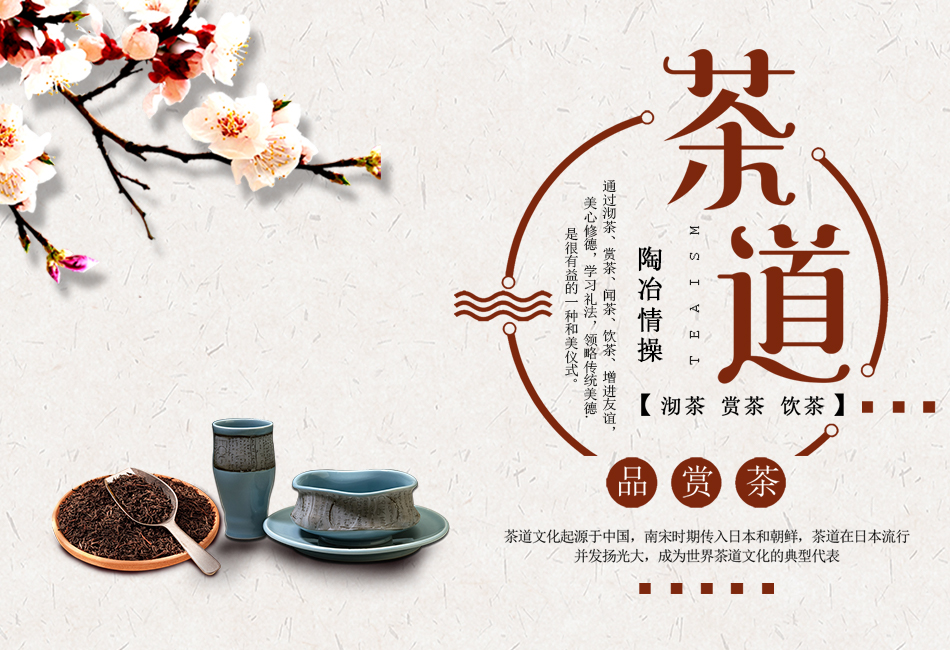 茶道
TEAISM
陶冶情操
通过沏茶、赏茶、闻茶、饮茶、增进友谊，
美心修德，学习礼法，领略传统美德.
是很有益的一种和美仪式。
【沏茶 赏茶 饮茶】
品赏茶
茶道文化起源于中国，南宋时期传入日本和朝鲜，茶道在日本流行
并发扬光大，成为世界茶道文化的典型代表